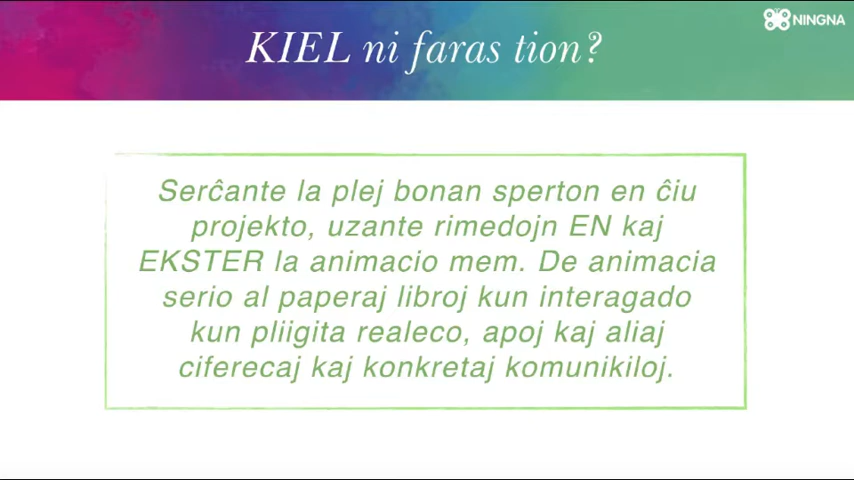 NINGNA
KIEL ni faras tion?
Serĉante la plej bonan sperton en ĉiu
projekto, uzante rimedojn EN kaj
EKSTER la animacio mem. De animacia
serio al paperaj libroj kun interagado
kun pliigita realeco, apoj kaj aliaj
ciferecaj kaj konkretaj komunikiloj.